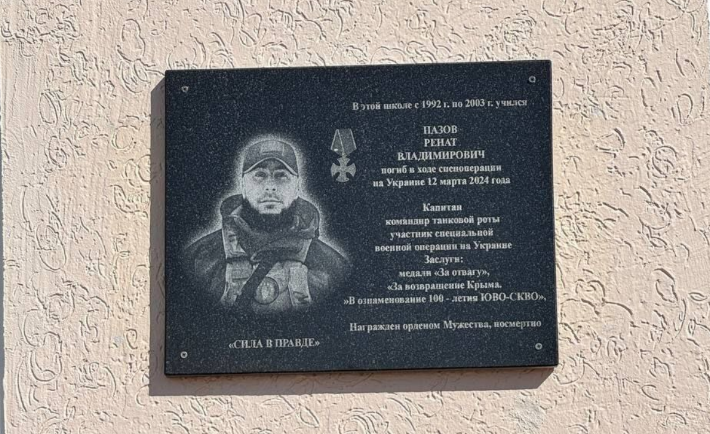 В этой школе с 1992 г. по 2003 г. учился
ПАЗОВ
РЕНАТ
ВЛАДИМИРОВИЧ
погиб в ходе спецоперации
на Украине 12 марта 2024 года
Капитан
командир танковой роты
участник специальной
военной операции на Украине
Заслуги:
медали «За отвагу»,
«За возвращение Крыма,
»В ознаменование 100 - летия ЮВО-СКВО»,
Награжден орденом Мужества, посмертно
«СИЛА В ПРАВДЕ»